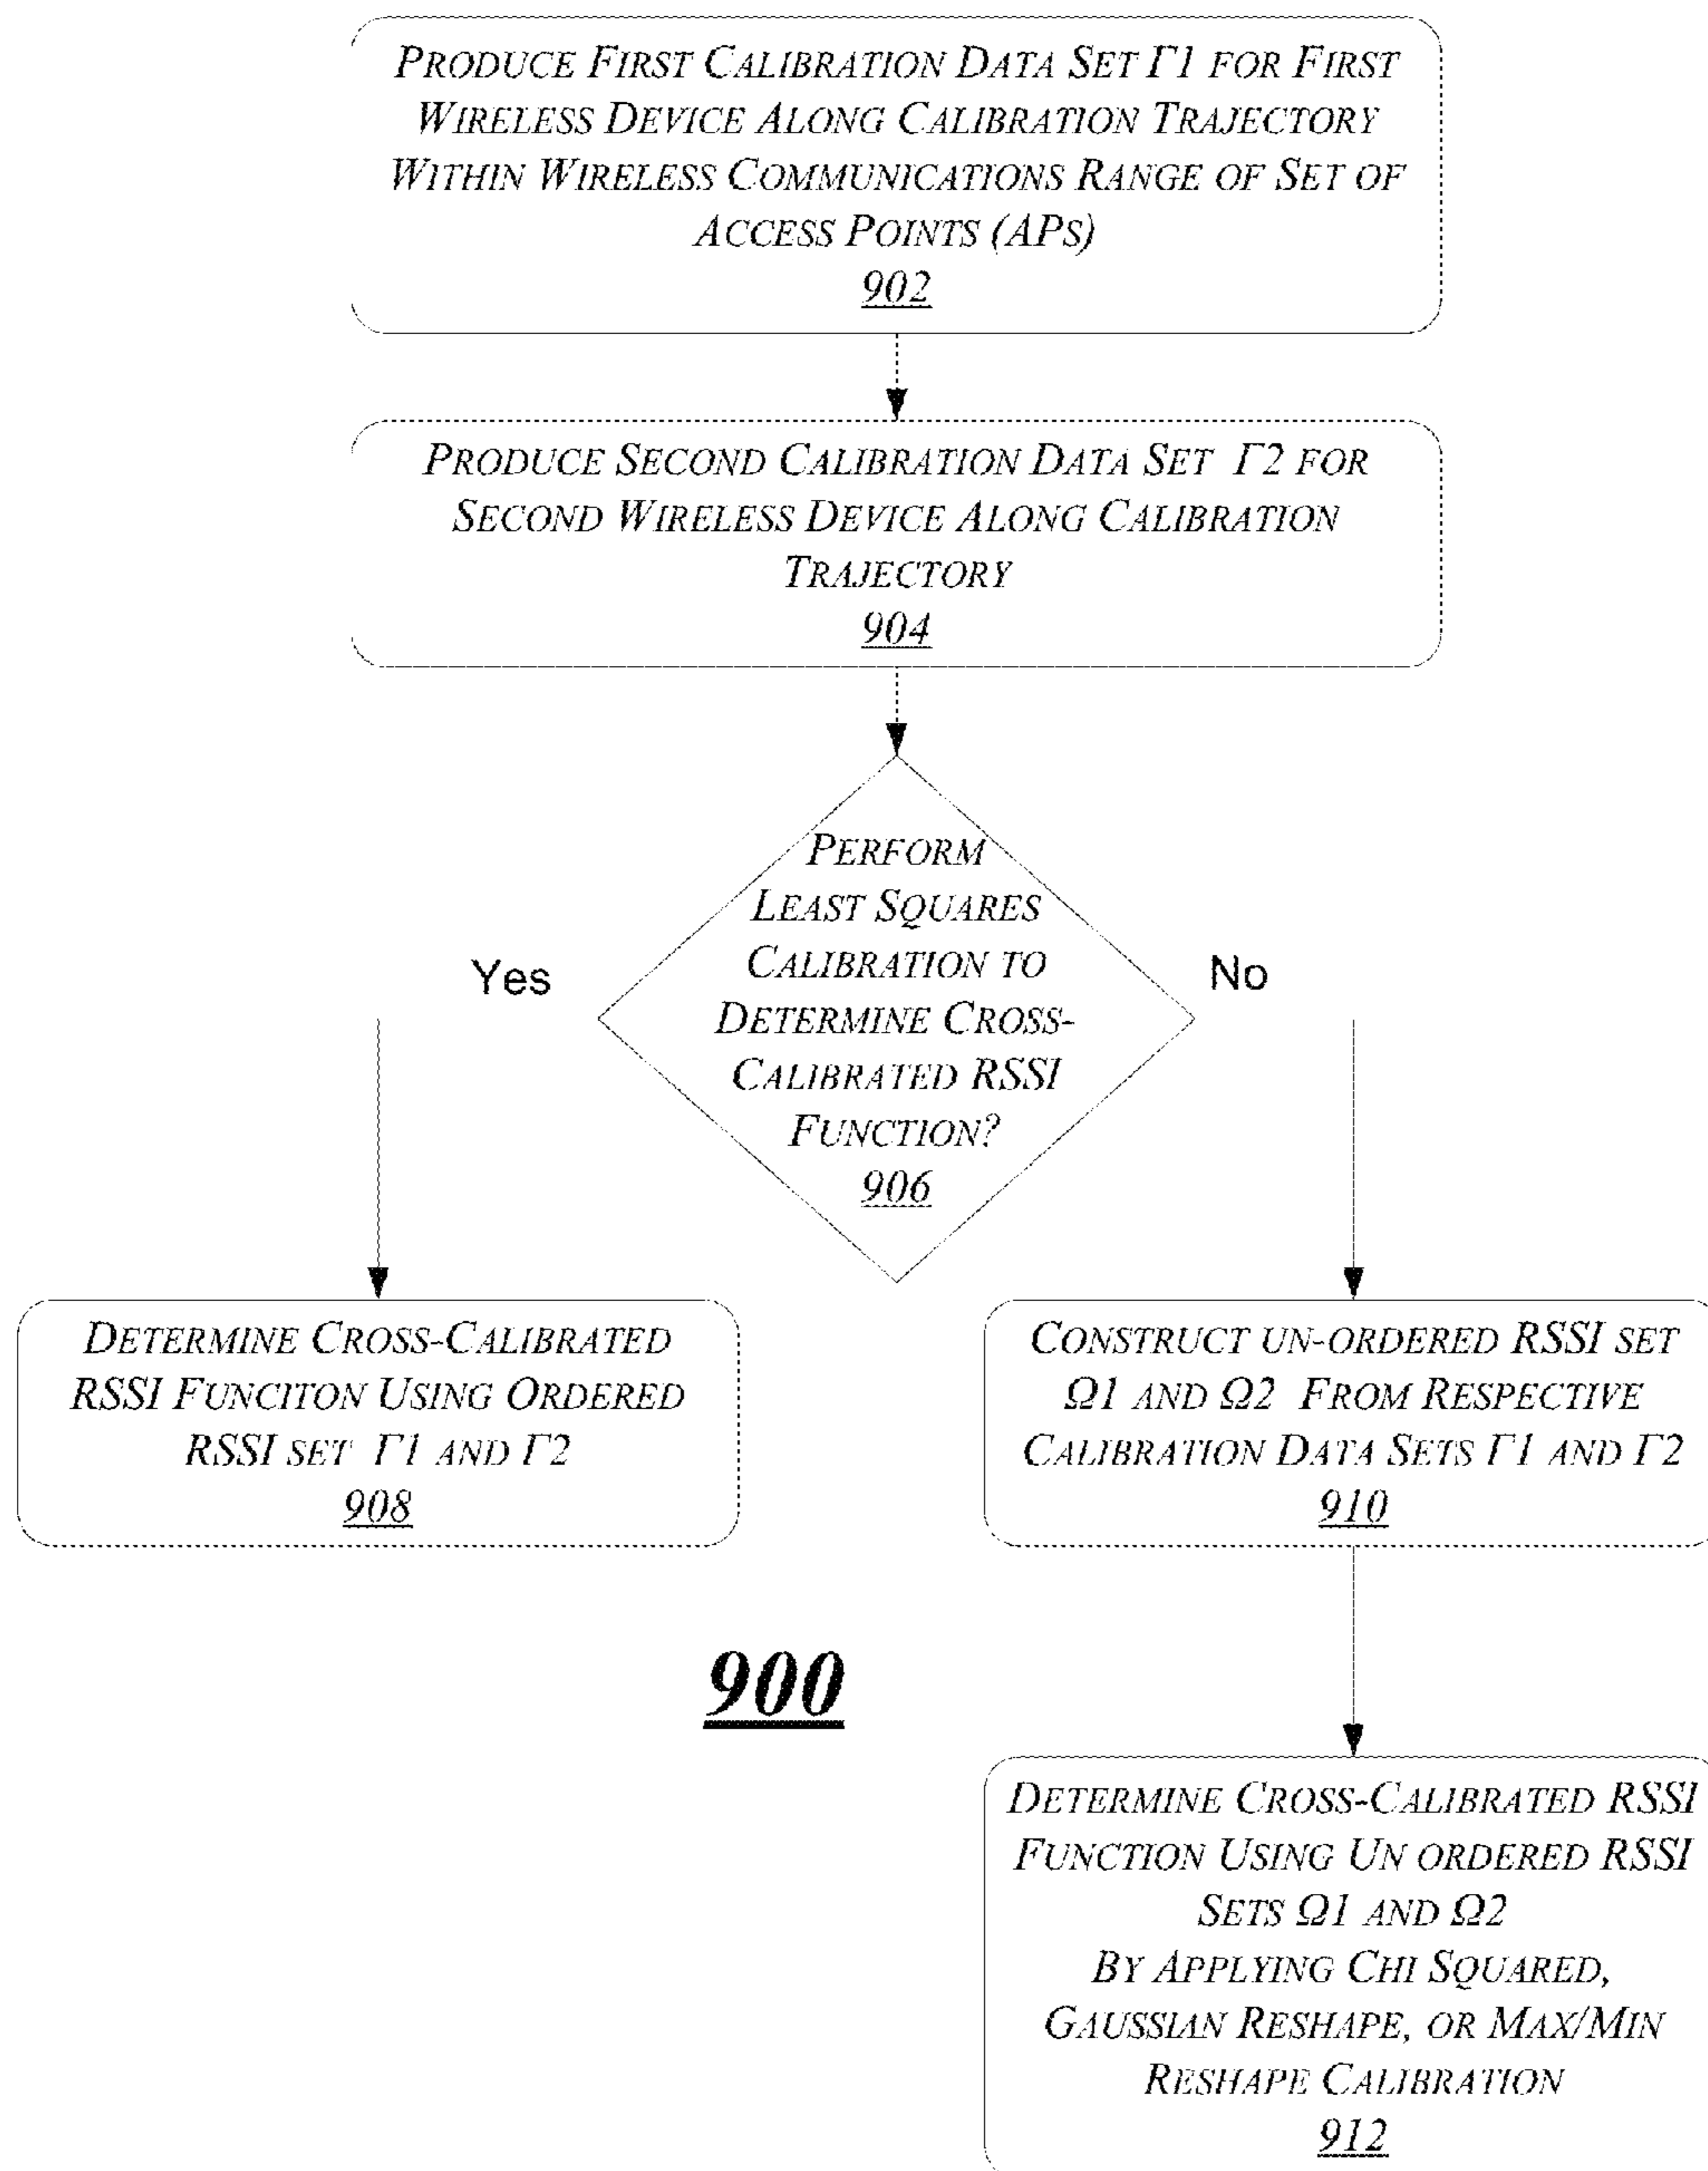 PRODUCE FIRST CALIBRATION DATA SET Γ1 FOR FIRST
WIRELESS DEVICE ALONG CALIBRATION TRAJECTORY
WITHIN WIRELESS COMMUNICATIONS RANGE OF SET OF
ACCESS POINTS (APS)
902
PRODUCE SECOND CALIBRATION DATA SET Γ2 FOR
SECOND WIRELESS DEVICE ALONG CALIBRATION
TRAJECTORY
904
PERFORM
LEAST SQUARES
CALIBRATION TO
DETERMINE CROSS-
CALIBRATED RSSI
FUNCTION?
906
Yes
No
DETERMINE CROSS-CALIBRATED
RSSI FUNCITON USING ORDERED
RSSI SET Γ1 AND Γ2
908
CONSTRUCT UN-ORDERED RSSI SET
Ω1 AND Ω2 FROM RESPECTIVE
CALIBRATION DATA SETS Γ1 AND Γ2
910
900
DETERMINE CROSS-CALIBRATED RSSI
FUNCTION USING UN ORDERED RSSI
SETS Ω1 AND Ω2
BY APPLYING CHI SQUARED,
GAUSSIAN RESHAPE, OR MAX/MIN
RESHAPE CALIBRATION
912